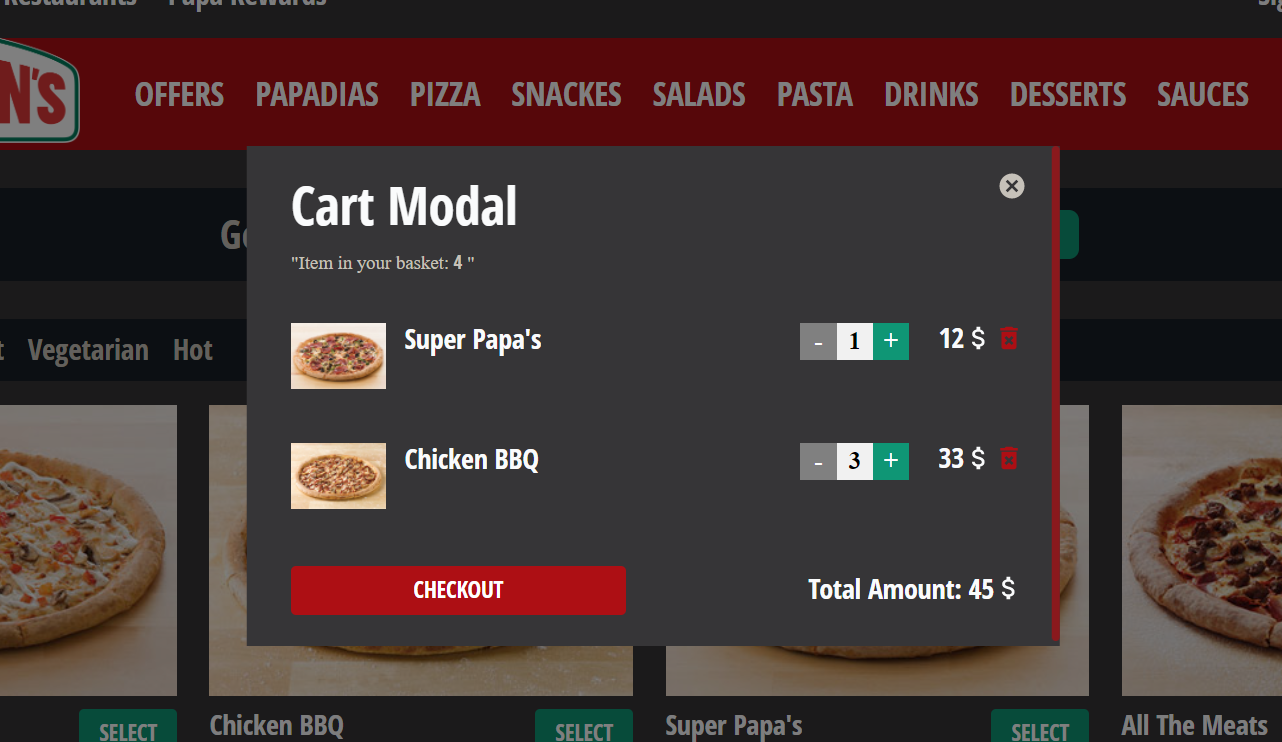 Restaurants Papa Rewards
N'S
OFFERS PAPADIAS PIZZA SNACKES SALADS PASTA DRINKS DESSERTS SAUCES
Cart Modal
"Item in your basket: 4 "
Super Papa's - 1 + 12 $
Vegetarian Hot
Chicken BBQ - 3 + 33 $
CHECKOUT Total Amount: 45 $
SELECT Chicken BBQ SELECT Super Papa's SELECT All The Meats